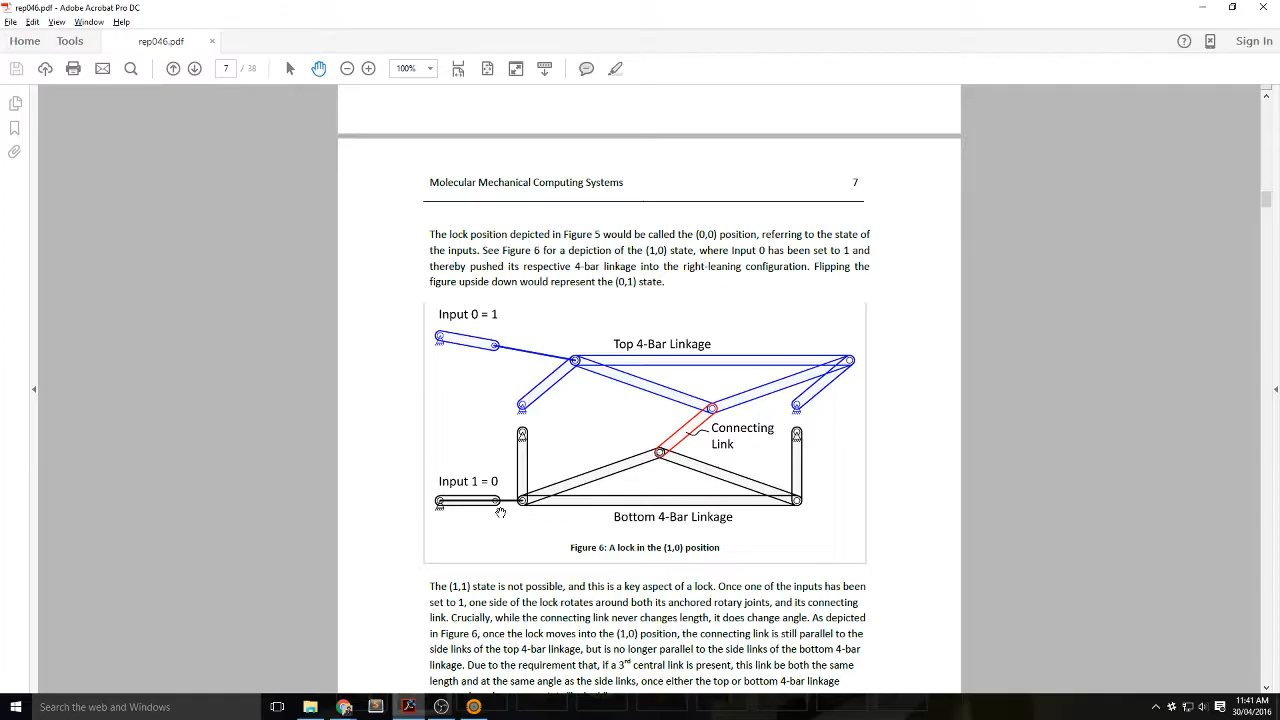 rep046.pdf - Adobe Acrobat Pro DC
File Edit View Window Help
Home Tools rep046.pdf × Sign In
7 / 38 100%
Molecular Mechanical Computing Systems 7
The lock position depicted in Figure 5 would be called the (0,0) position, referring to the state of
the inputs. See Figure 6 for a depiction of the (1,0) state, where Input 0 has been set to 1 and
thereby pushed its respective 4-bar linkage into the right-leaning configuration. Flipping the
figure upside down would represent the (0,1) state.
Input 0 = 1
Top 4-Bar Linkage
Connecting
Link
Input 1 = 0
Bottom 4-Bar Linkage
Figure 6: A lock in the (1,0) position
The (1,1) state is not possible, and this is a key aspect of a lock. Once one of the inputs has been
set to 1, one side of the lock rotates around both its anchored rotary joints, and its connecting
link. Crucially, while the connecting link never changes length, it does change angle. As depicted
in Figure 6, once the lock moves into the (1,0) position, the connecting link is still parallel to the
side links of the top 4-bar linkage, but is no longer parallel to the side links of the bottom 4-bar
linkage. Due to the requirement that, if a 3rd central link is present, this link be both the same
length and at the same angle as the side links, once either the top or bottom 4-bar linkage
Search the web and Windows
11:41 AM
30/04/2016